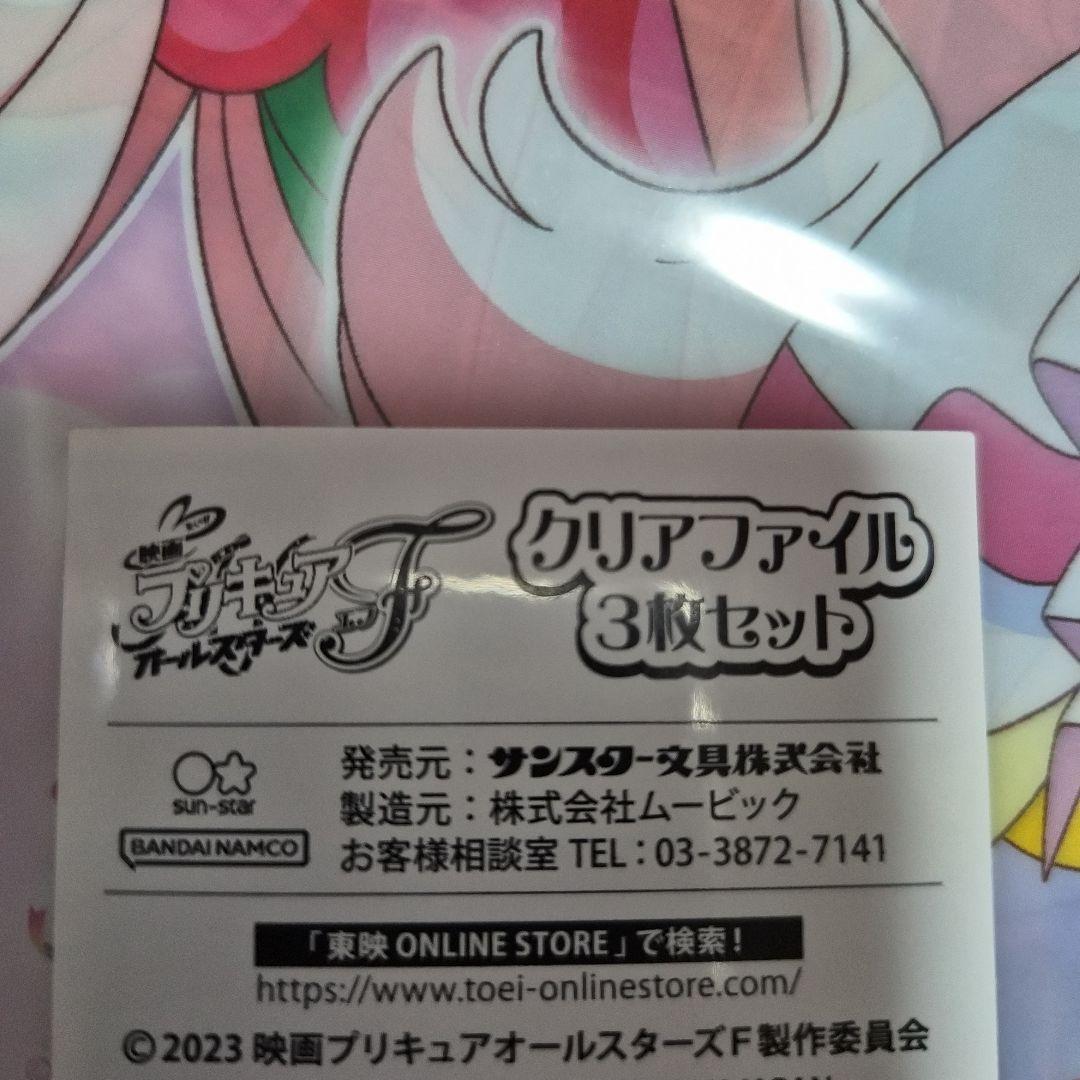 映画
プリキュア
オールスターズ
F
クリアファイル
3枚セット
sun-star
BANDAI NAMCO
発売元：サンスター文具株式会社
製造元：株式会社ムービック
お客様相談室 TEL：03-3872-7141
「東映 ONLINE STORE」で検索！
https://www.toei-onlinestore.com/
©2023 映画プリキュアオールスターズF製作委員会